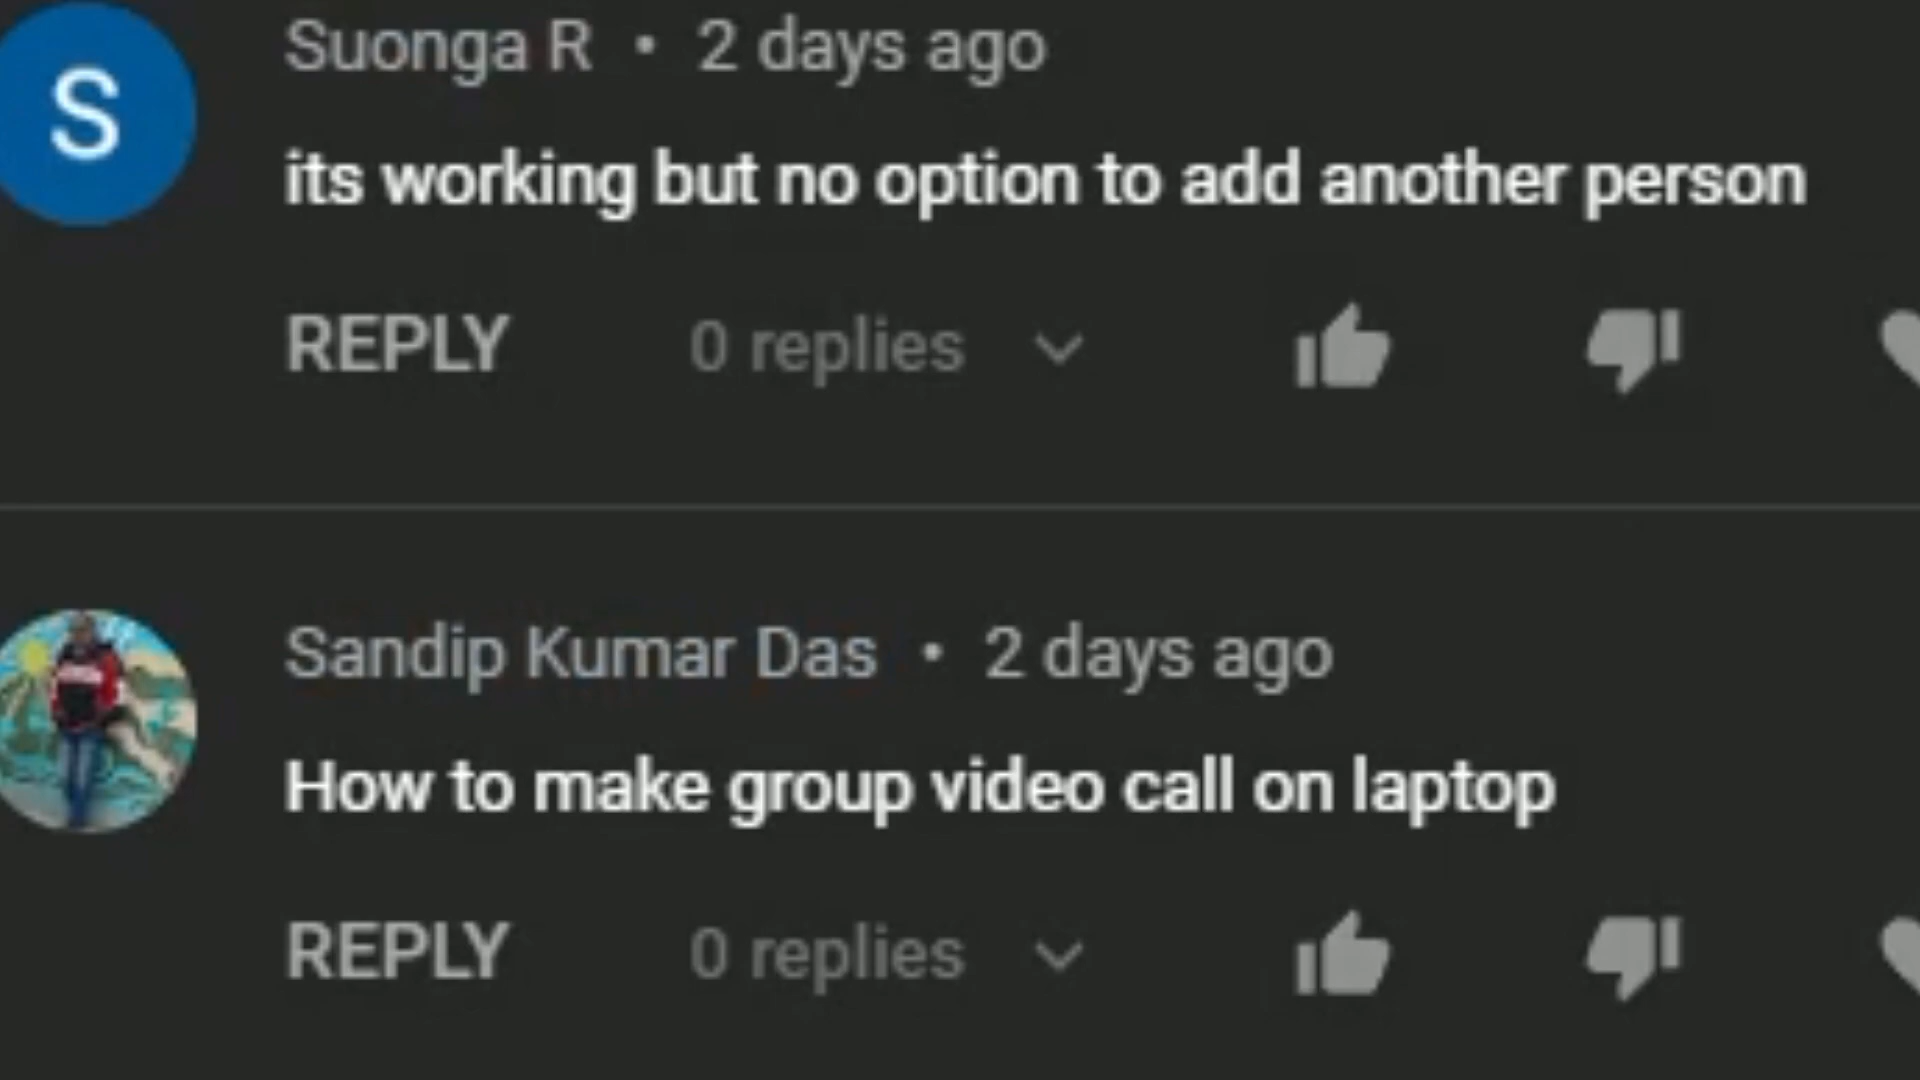 S
Suonga R • 2 days ago
its working but no option to add another person
REPLY 0 replies
Sandip Kumar Das • 2 days ago
How to make group video call on laptop
REPLY 0 replies